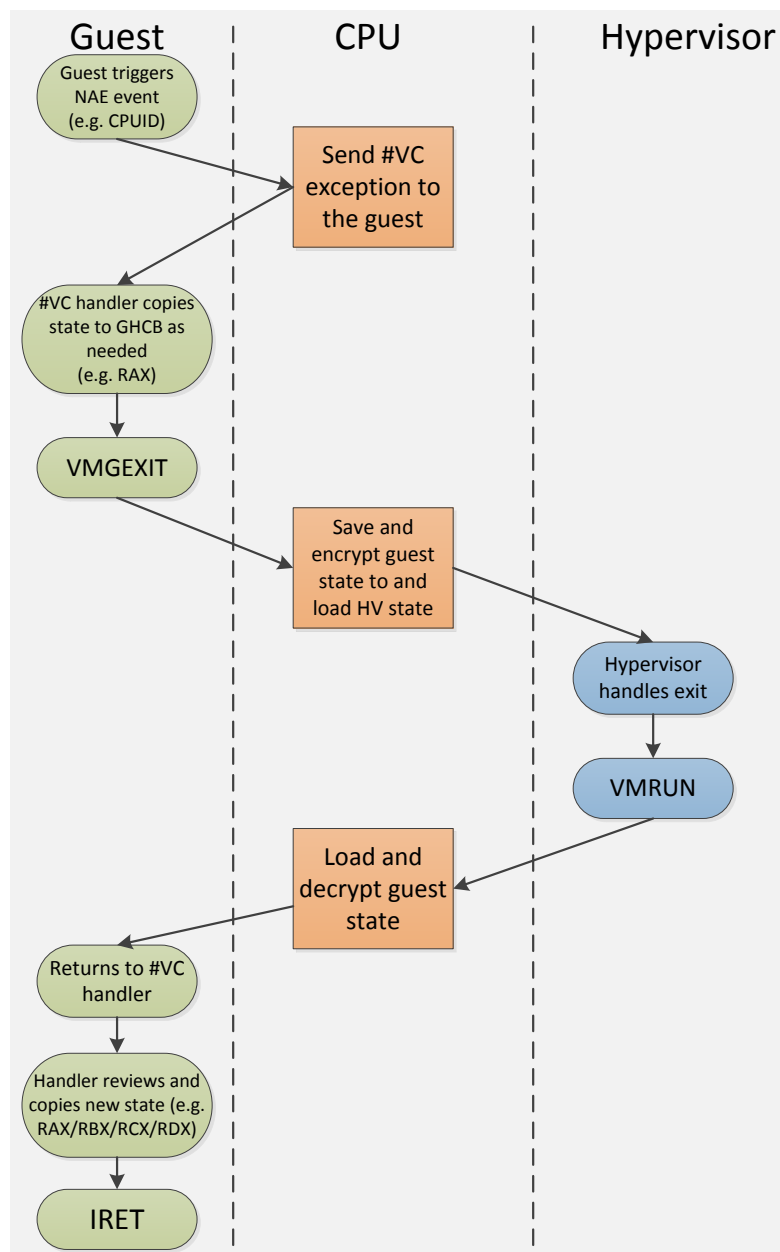 Guest
CPU
Hypervisor
Guest triggers
NAE event
(e.g. CPUID)
Send #VC
exception to
the guest
#VC handler copies
state to GHCB as
needed
(e.g. RAX)
VMGEXIT
Save and
encrypt guest
state to and
load HV state
Hypervisor
handles exit
VMRUN
Load and
decrypt guest
state
Returns to #VC
handler
Handler reviews and
copies new state (e.g.
RAX/RBX/RCX/RDX)
IRET